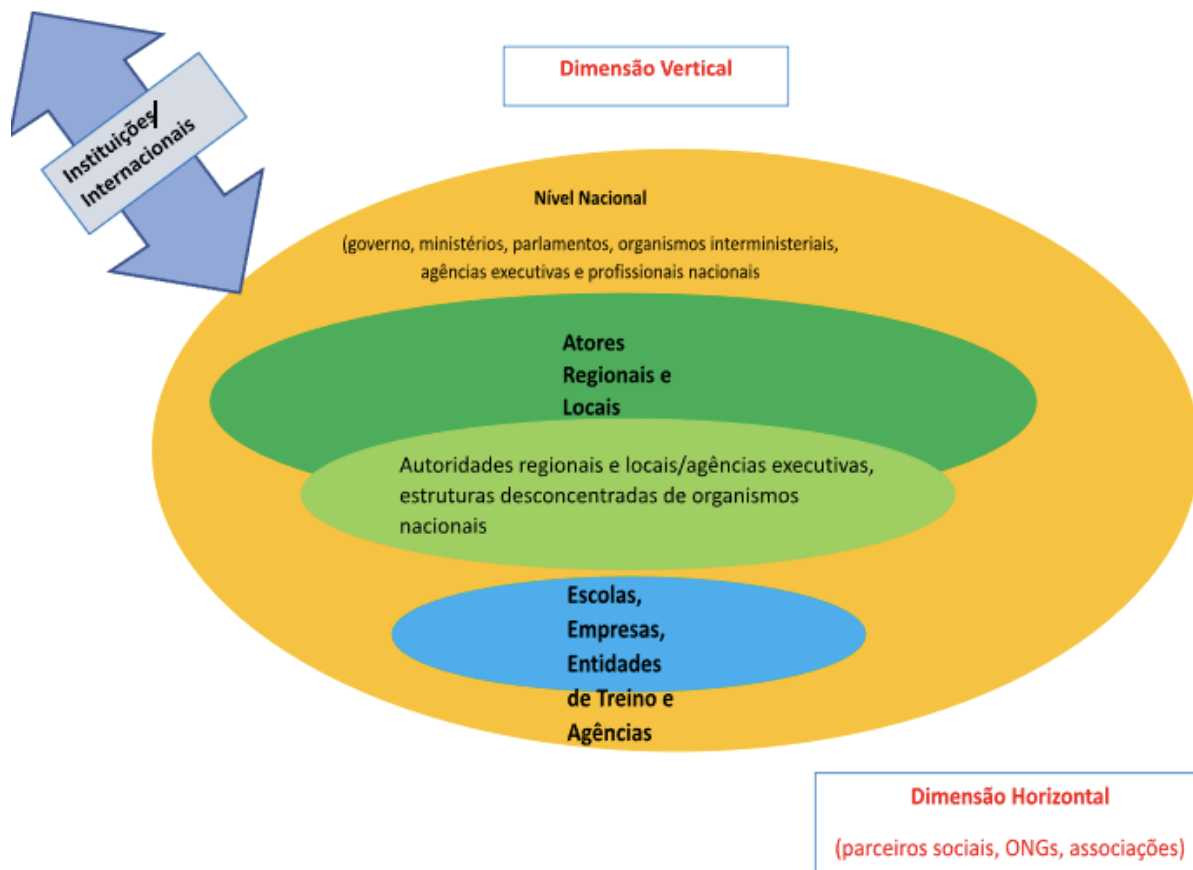 Dimensão Vertical
Instituições/
Internacionais
Nível Nacional
(governo, ministérios, parlamentos, organismos interministeriais,
agências executivas e profissionais nacionais
Atores
Regionais e
Locais
Autoridades regionais e locais/agências executivas,
estruturas desconcentradas de organismos
nacionais
Escolas,
Empresas,
Entidades
de Treino e
Agências
Dimensão Horizontal
(parceiros sociais, ONGs, associações)